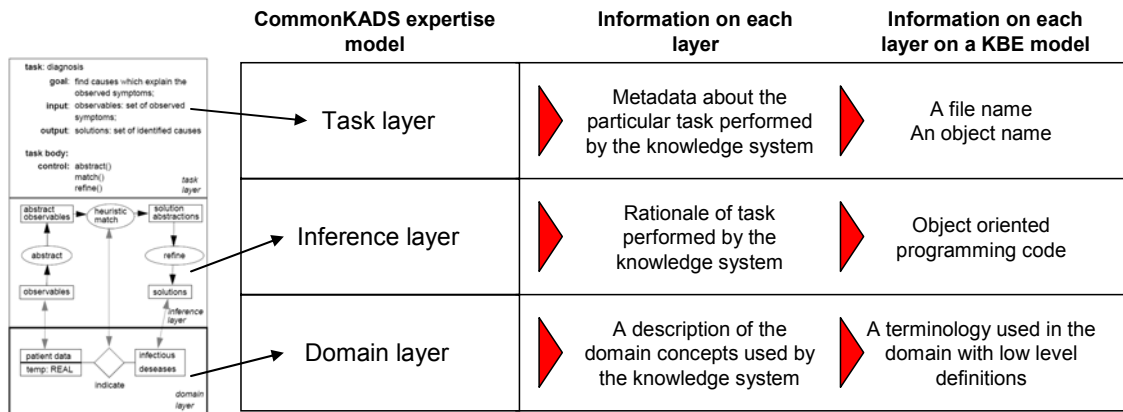 CommonKADS expertise
model
Information on each
layer
Information on each
layer on a KBE model
task: diagnosis
goal: find causes which explain the
observed symptoms;
input: observables: set of observed
symptoms;
output: solutions: set of identified causes
task body:
control: abstract()
match()
refine()
task
layer
Task layer
Metadata about the
particular task performed
by the knowledge system
A file name
An object name
abstract
observables
heuristic
match
solution
abstractions
abstract
refine
observables
solutions
inference
layer
Inference layer
Rationale of task
performed by the
knowledge system
Object oriented
programming code
patient data
temp: REAL
indicate
infectious
deseases
domain
layer
Domain layer
A description of the
domain concepts used by
the knowledge system
A terminology used in the
domain with low level
definitions